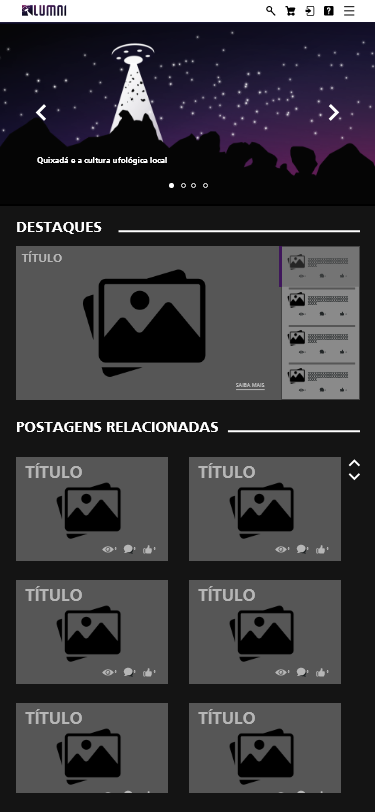 LUMNI
?
Quixadá e a cultura ufológica local
DESTAQUES
TÍTULO
SAIBA MAIS
POSTAGENS RELACIONADAS
TÍTULO
TÍTULO
TÍTULO
TÍTULO
TÍTULO
TÍTULO